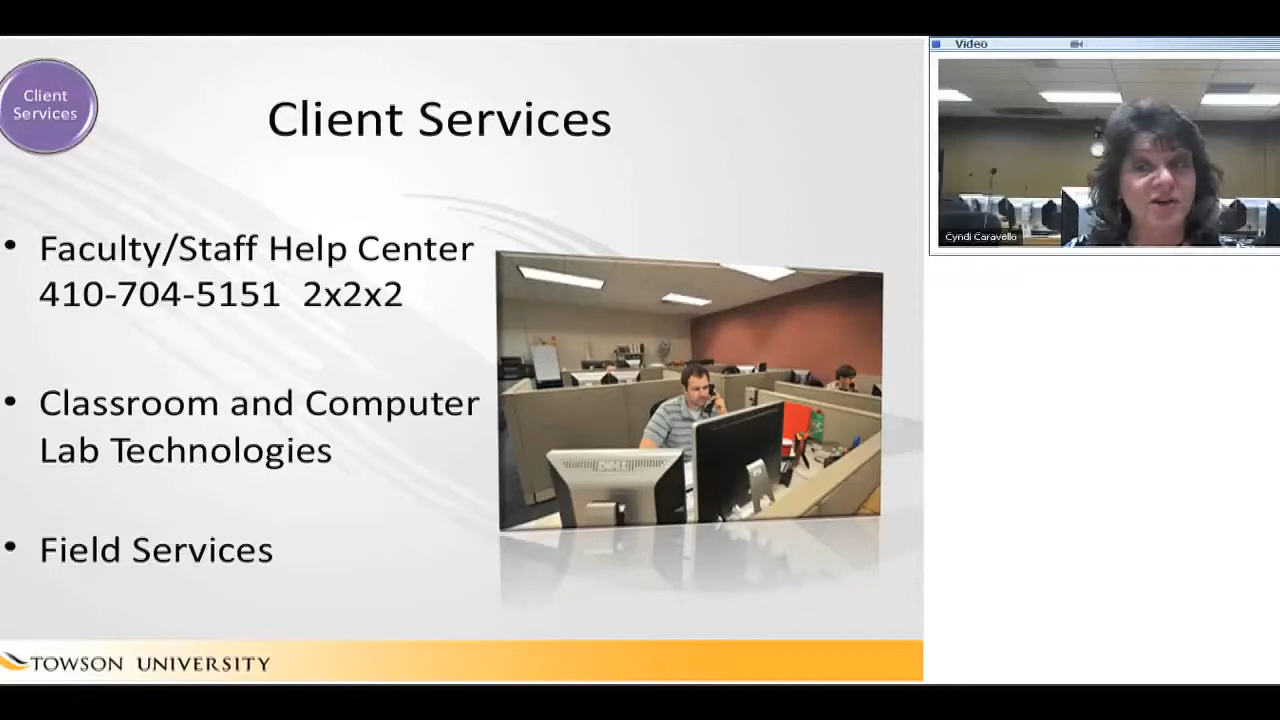 Client
Services
Client Services
• Faculty/Staff Help Center
410-704-5151 2x2x2
• Classroom and Computer
Lab Technologies
• Field Services
TOWSON UNIVERSITY
Video
Cyndi Caravello